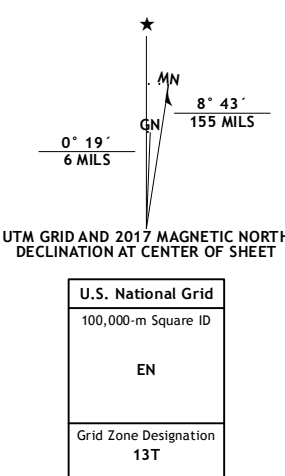 ★
MN
8° 43´
155 MILS
GN
0° 19´
6 MILS
UTM GRID AND 2017 MAGNETIC NORTH
DECLINATION AT CENTER OF SHEET
U.S. National Grid
100,000-m Square ID
EN
Grid Zone Designation
13T